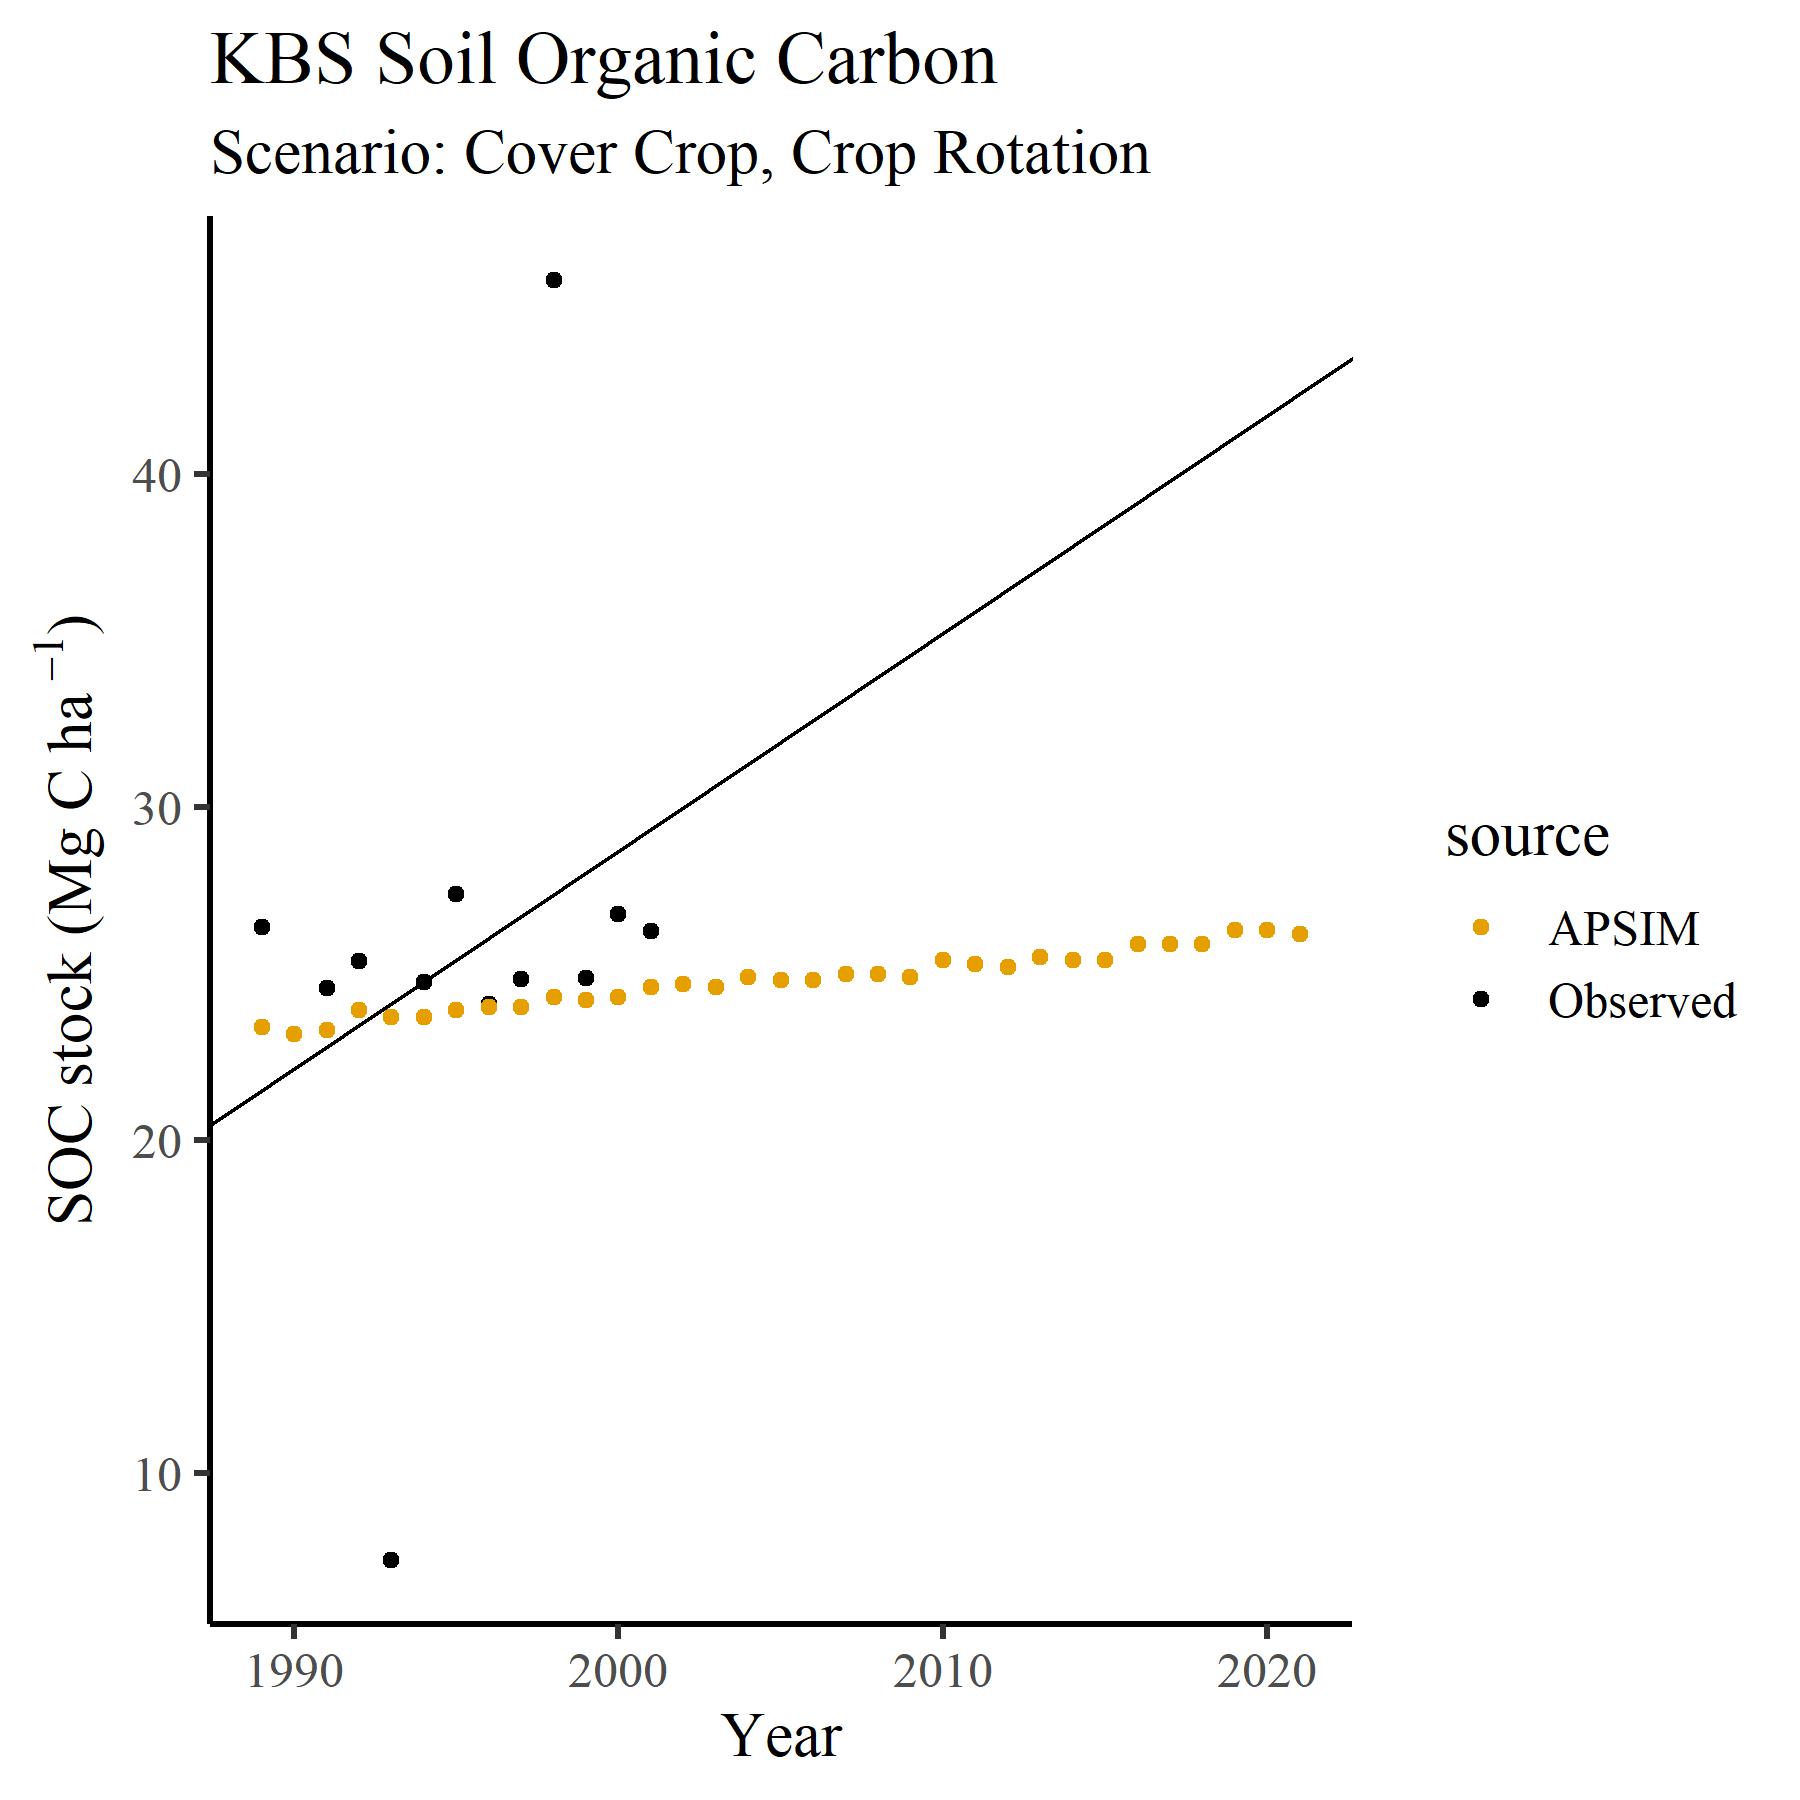 KBS Soil Organic Carbon
Scenario: Cover Crop, Crop Rotation
SOC stock (Mg C ha⁻¹)
40
30
20
10
1990
2000
2010
2020
Year
source
APSIM
Observed